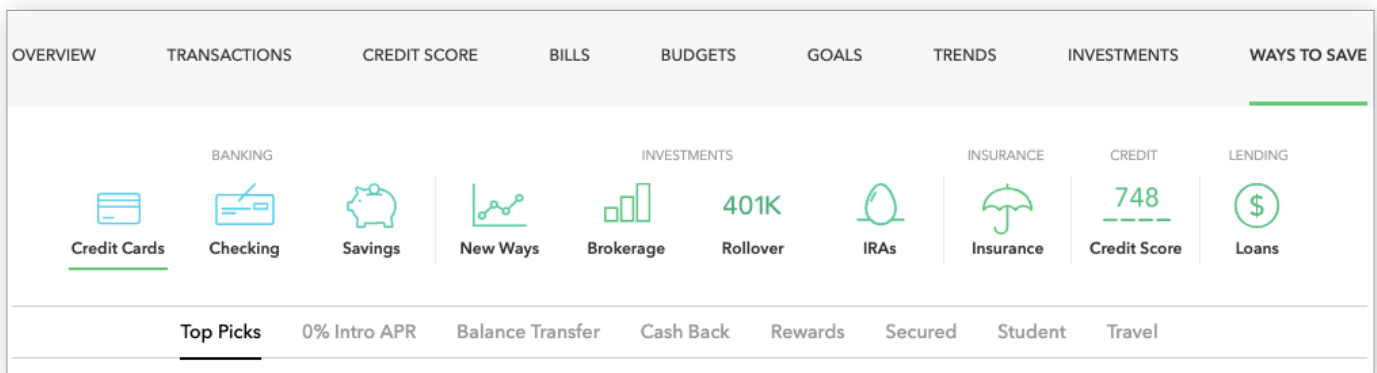 OVERVIEW TRANSACTIONS CREDIT SCORE BILLS BUDGETS GOALS TRENDS INVESTMENTS WAYS TO SAVE
BANKING INVESTMENTS INSURANCE CREDIT LENDING
401K 748 $
Credit Cards Checking Savings New Ways Brokerage Rollover IRAs Insurance Credit Score Loans
Top Picks 0% Intro APR Balance Transfer Cash Back Rewards Secured Student Travel